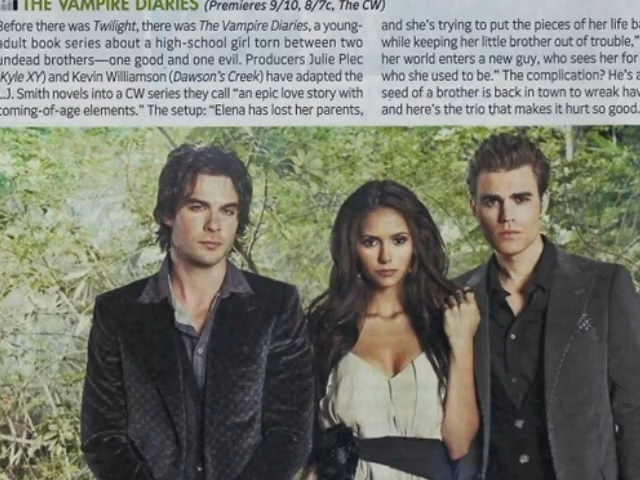 THE VAMPIRE DIARIES (Premieres 9/10, 8/7c, The CW)
Before there was Twilight, there was The Vampire Diaries, a young-
adult book series about a high-school girl torn between two
undead brothers—one good and one evil. Producers Julie Plec
(Kyle XY) and Kevin Williamson (Dawson's Creek) have adapted the
L.J. Smith novels into a CW series they call "an epic love story with
coming-of-age elements." The setup: "Elena has lost her parents,
and she's trying to put the pieces of her life
while keeping her little brother out of trouble,"
her world enters a new guy, who sees her for
who she used to be." The complication? He's
seed of a brother is back in town to wreak
and here's the trio that makes it hurt so good.